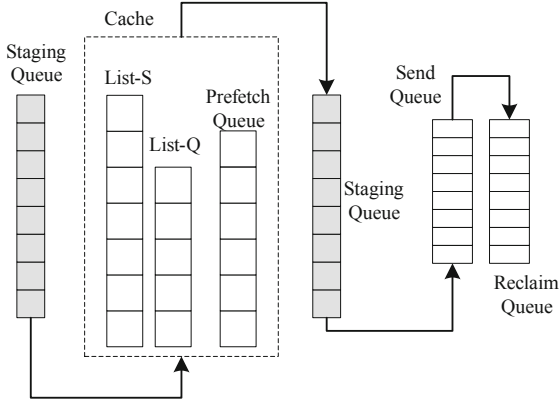 Cache
Staging
Queue
List-S
List-Q
Prefetch
Queue
Staging
Queue
Send
Queue
Reclaim
Queue